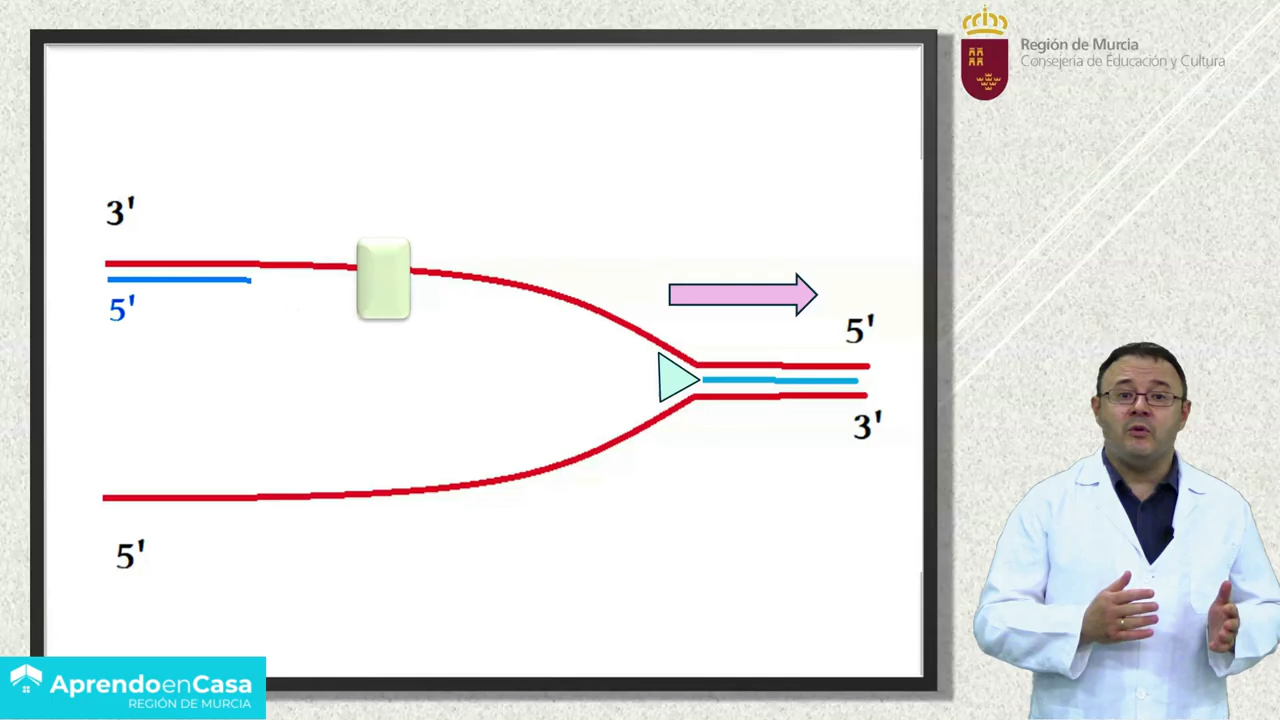 Región de Murcia
Consejería de Educación y Cultura
3'
5'
5'
3'
5'
AprendoenCasa
REGIÓN DE MURCIA